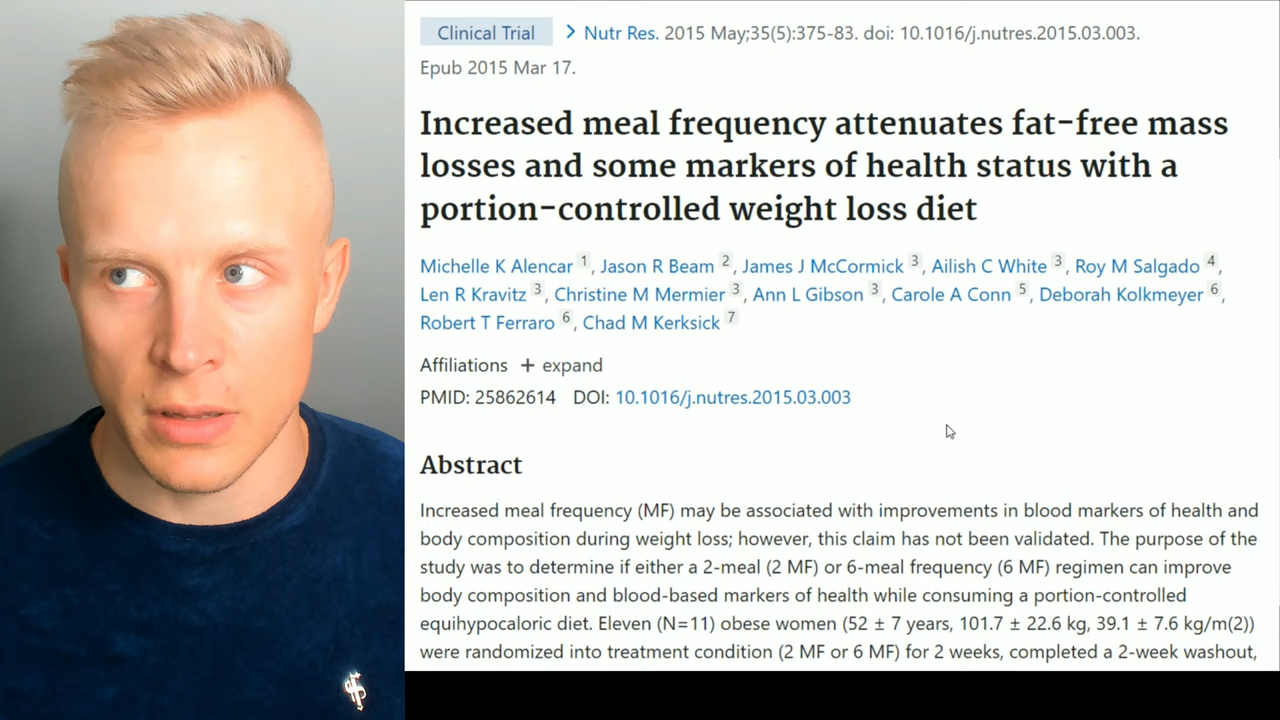 Clinical Trial > Nutr Res. 2015 May;35(5):375-83. doi: 10.1016/j.nutres.2015.03.003.
Epub 2015 Mar 17.
Increased meal frequency attenuates fat-free mass
losses and some markers of health status with a
portion-controlled weight loss diet
Michelle K Alencar 1, Jason R Beam 2, James J McCormick 3, Ailish C White 3, Roy M Salgado 4,
Len R Kravitz 3, Christine M Mermier 3, Ann L Gibson 3, Carole A Conn 5, Deborah Kolkmeyer 6,
Robert T Ferraro 6, Chad M Kerksick 7
Affiliations + expand
PMID: 25862614 DOI: 10.1016/j.nutres.2015.03.003
Abstract
Increased meal frequency (MF) may be associated with improvements in blood markers of health and
body composition during weight loss; however, this claim has not been validated. The purpose of the
study was to determine if either a 2-meal (2 MF) or 6-meal frequency (6 MF) regimen can improve
body composition and blood-based markers of health while consuming a portion-controlled
equihypocaloric diet. Eleven (N=11) obese women (52 ± 7 years, 101.7 ± 22.6 kg, 39.1 ± 7.6 kg/m(2))
were randomized into treatment condition (2 MF or 6 MF) for 2 weeks, completed a 2-week washout,